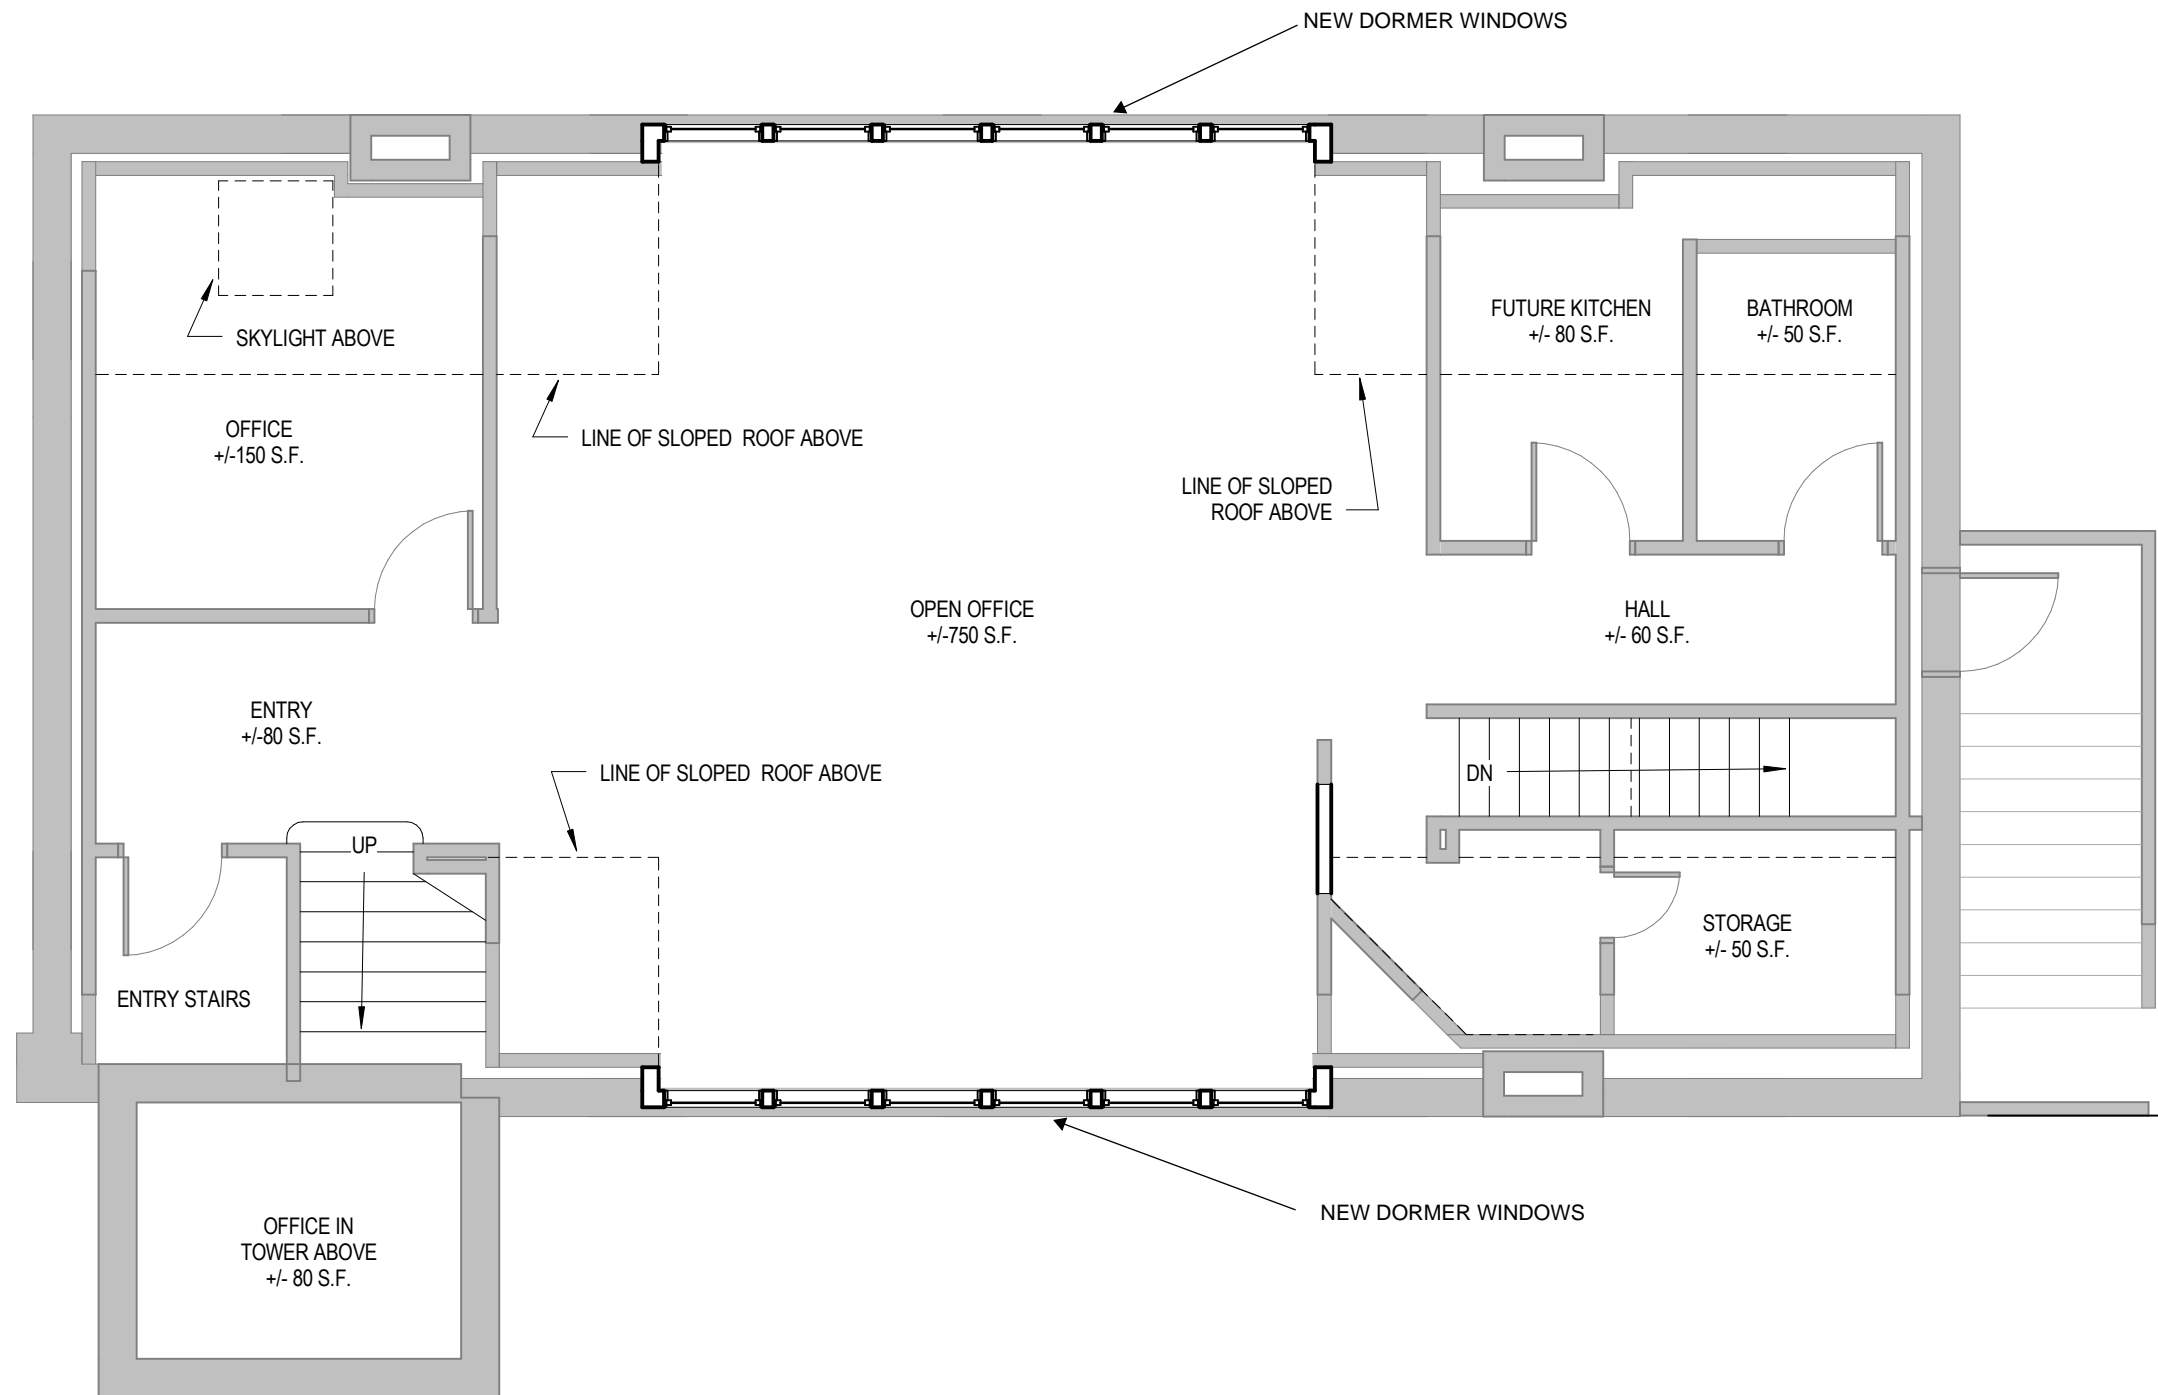 NEW DORMER WINDOWS
SKYLIGHT ABOVE
FUTURE KITCHEN
+/- 80 S.F.
BATHROOM
+/- 50 S.F.
OFFICE
+/-150 S.F.
LINE OF SLOPED  ROOF ABOVE
LINE OF SLOPED
ROOF ABOVE
OPEN OFFICE
+/-750 S.F.
HALL
+/- 60 S.F.
ENTRY
+/-80 S.F.
LINE OF SLOPED  ROOF ABOVE
DN
UP
STORAGE
+/- 50 S.F.
ENTRY STAIRS
NEW DORMER WINDOWS
OFFICE IN
TOWER ABOVE
+/- 80 S.F.